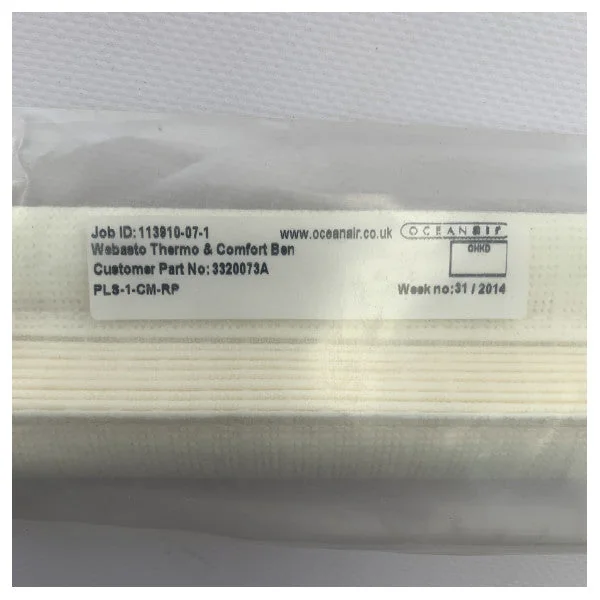 Job ID: 113910-07-1 www.oceanair.co.uk OCEANAIR
Webasto Thermo & Comfort Ben
CHKD
Customer Part No: 3320073A
PLS-1-CM-RP Week no: 31 / 2014